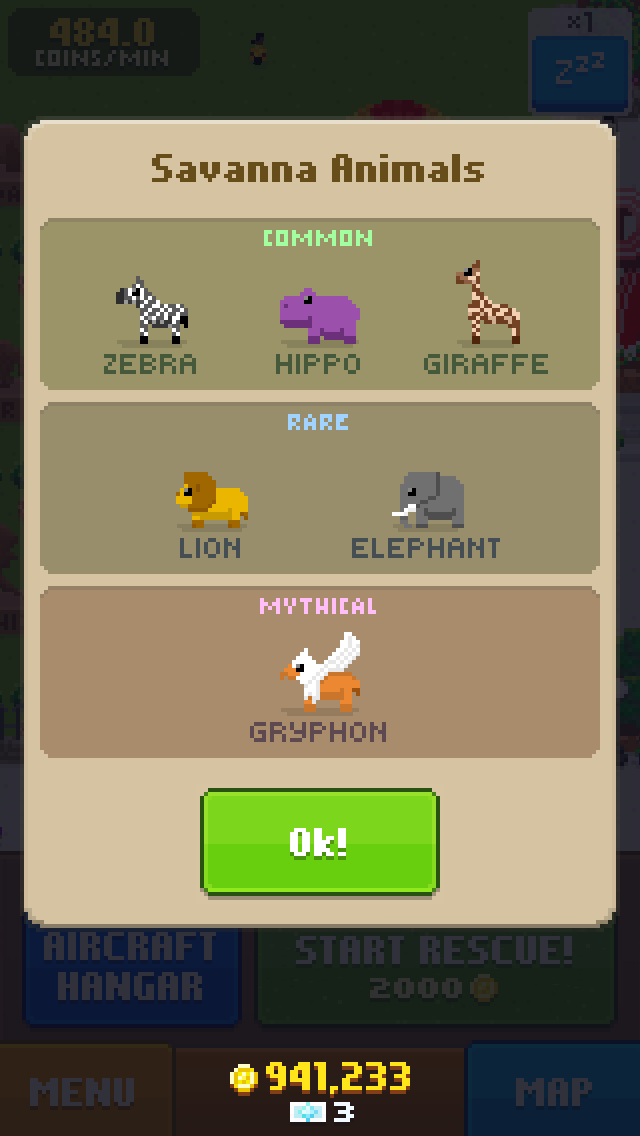 484.0
COINS/MIN
x1
Zzzz
Savanna Animals
COMMON
ZEBRA HIPPO GIRAFFE
RARE
LION ELEPHANT
MYTHICAL
GRYPHON
Ok!
AIRCRAFT
HANGAR
START RESCUE!
2000
MENU
941,233
3
MAP